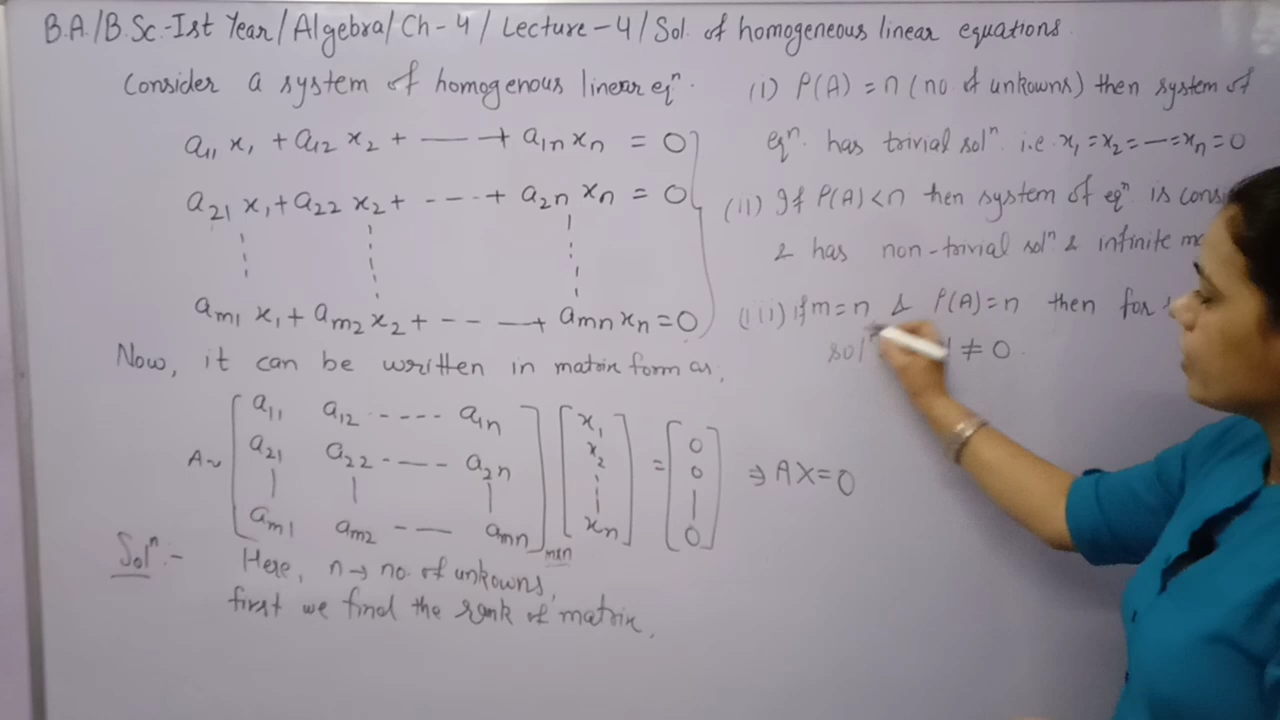 B.A./B.Sc.-Ist Year/Algebra/Ch-4/Lecture-4/Sol. of homogeneous linear equations.
Consider a system of homogenous linear eqⁿ.
a₁₁ x₁ + a₁₂ x₂ + —— + a₁ₙ xₙ = 0
a₂₁ x₁ + a₂₂ x₂ + - - - - + a₂ₙ xₙ = 0
aₘ₁ x₁ + aₘ₂ x₂ + - - — + aₘₙ xₙ = 0
Now, it can be written in matrix form as,
A~ [a₁₁ a₁₂ - - - - - a₁ₙ] [x₁] = [0]
[a₂₁ a₂₂ - — - - a₂ₙ] [x₂] [0] ⇒ AX = 0
[aₘ₁ aₘ₂ - - — aₘₙ]ₘₓₙ [xₙ] [0]
Solⁿ :-
Here, n → no. of unkowns,
first we find the rank of matrix.
(i) ρ(A) = n (no. of unkowns) then system of
eqⁿ. has trivial solⁿ. i.e. x₁ = x₂ = - — = xₙ = 0
(ii) If ρ(A) < n then system of eqⁿ is
& has non-trivial solⁿ & infinite
(iii) if m = n & ρ(A) = n then for
solⁿ ≠ 0